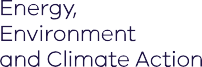 Energy,
Environment
and Climate Action